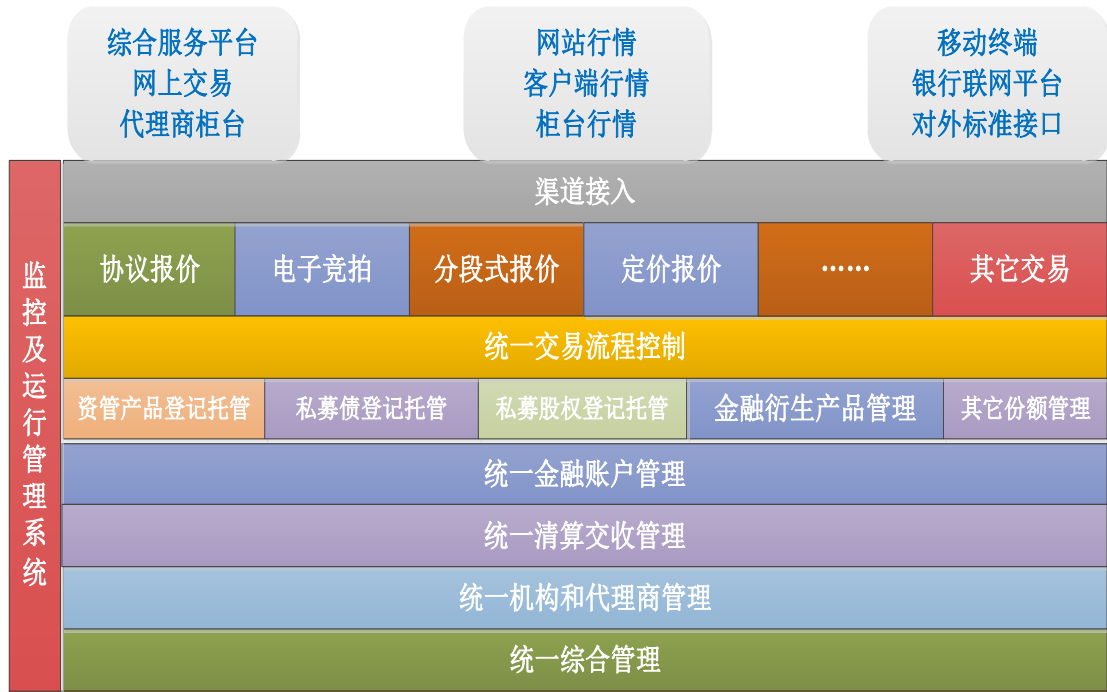 综合服务平台
网上交易
代理商柜台
网站行情
客户端行情
柜台行情
移动终端
银行联网平台
对外标准接口
监控及运行管理系统
渠道接入
协议报价
电子竞拍
分段式报价
定价报价
……
其它交易
统一交易流程控制
资管产品登记托管
私募债登记托管
私募股权登记托管
金融衍生产品管理
其它份额管理
统一金融账户管理
统一清算交收管理
统一机构和代理商管理
统一综合管理